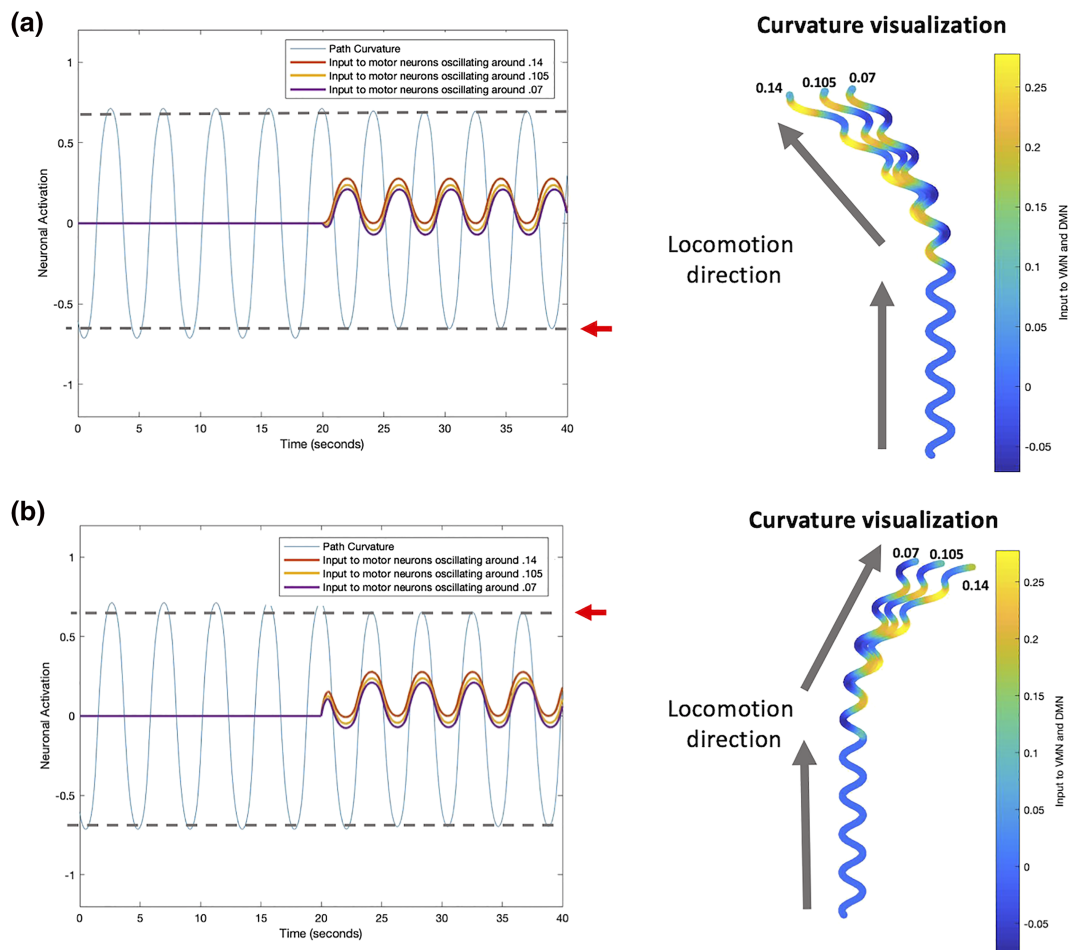 (a)
Path Curvature
Input to motor neurons oscillating around .14
Input to motor neurons oscillating around .105
Input to motor neurons oscillating around .07
1
0.5
0
-0.5
-1
Neuronal Activation
0 5 10 15 20 25 30 35 40
Time (seconds)
Curvature visualization
0.14 0.105 0.07
Locomotion
direction
0.25
0.2
0.15
0.1
0.05
0
-0.05
Input to VMN and DMN
(b)
Path Curvature
Input to motor neurons oscillating around .14
Input to motor neurons oscillating around .105
Input to motor neurons oscillating around .07
1
0.5
0
-0.5
-1
Neuronal Activation
0 5 10 15 20 25 30 35 40
Time (seconds)
Curvature visualization
0.07 0.105
0.14
Locomotion
direction
0.25
0.2
0.15
0.1
0.05
0
-0.05
Input to VMN and DMN